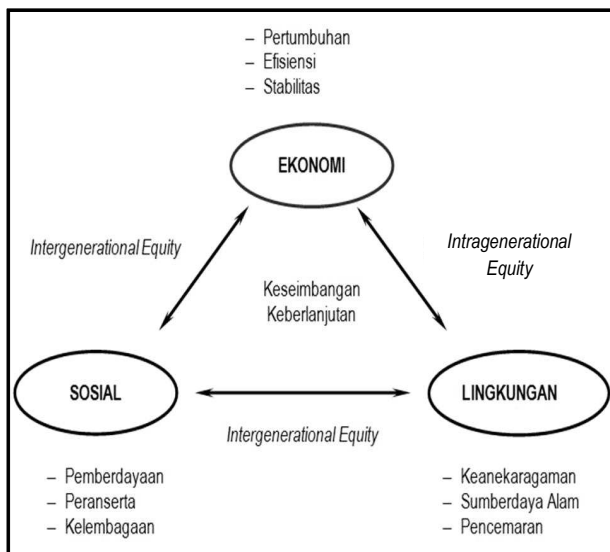 – Pertumbuhan
– Efisiensi
– Stabilitas
EKONOMI
Intergenerational Equity
Intragenerational
Equity
Keseimbangan
Keberlanjutan
SOSIAL
LINGKUNGAN
Intergenerational Equity
– Pemberdayaan
– Peranserta
– Kelembagaan
– Keanekaragaman
– Sumberdaya Alam
– Pencemaran